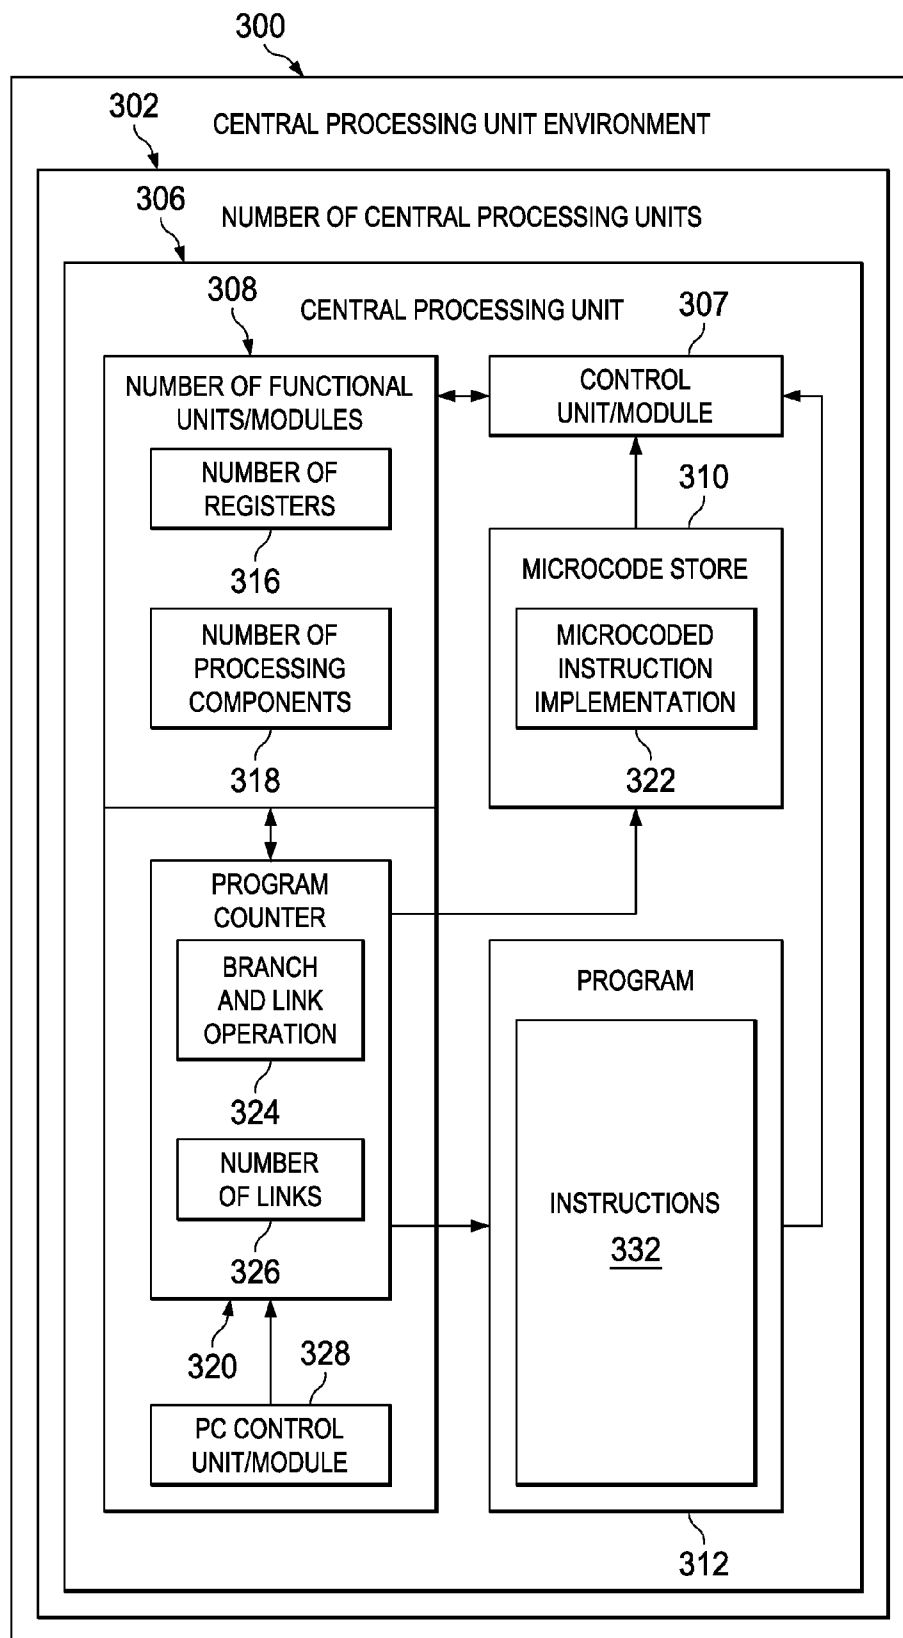 300
302
CENTRAL PROCESSING UNIT ENVIRONMENT
306
NUMBER OF CENTRAL PROCESSING UNITS
308
CENTRAL PROCESSING UNIT
307
NUMBER OF FUNCTIONAL
UNITS/MODULES
CONTROL
UNIT/MODULE
NUMBER OF
REGISTERS
316
310
MICROCODE STORE
NUMBER OF
PROCESSING
COMPONENTS
318
MICROCODED
INSTRUCTION
IMPLEMENTATION
322
PROGRAM
COUNTER
BRANCH
AND LINK
OPERATION
324
NUMBER
OF LINKS
326
320
328
PC CONTROL
UNIT/MODULE
PROGRAM
INSTRUCTIONS
332
312